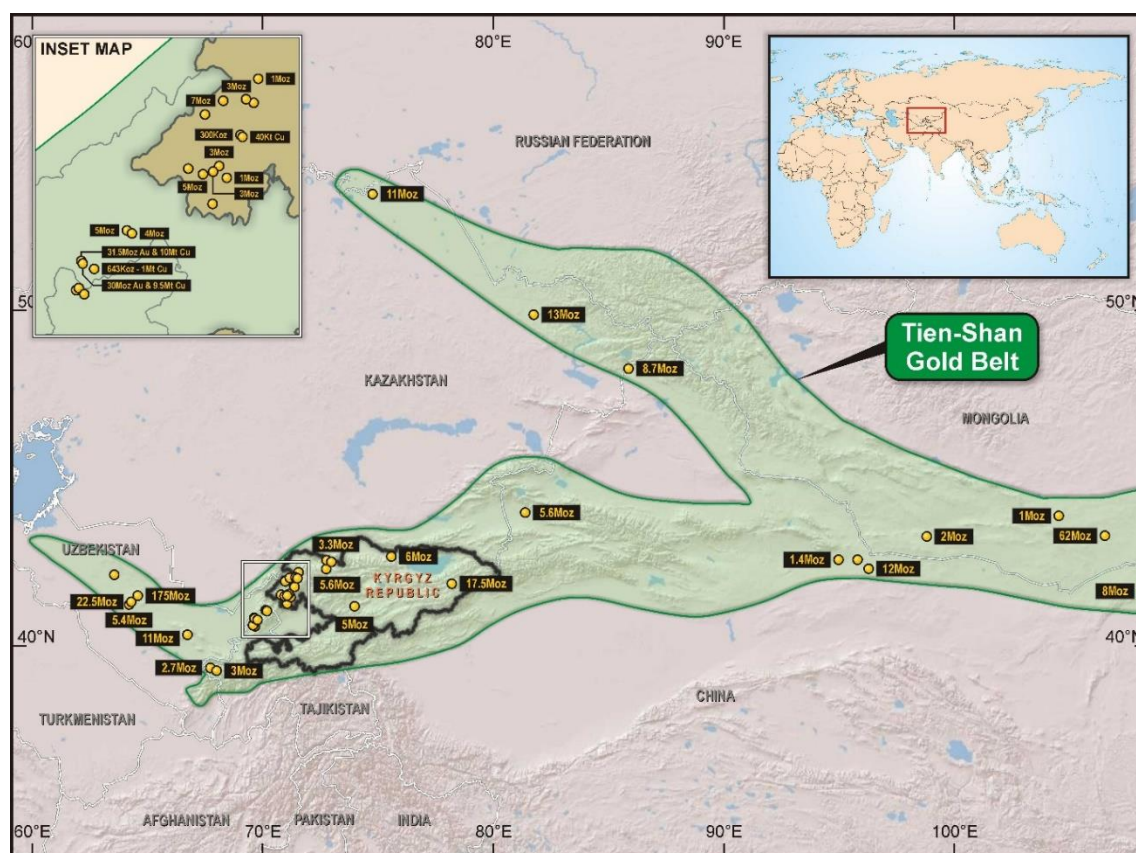 60°
80°E
90°E
INSET MAP
1Moz
3Moz
7Moz
300Koz
40Kt Cu
3Moz
1Moz
5Moz
3Moz
5Moz
4Moz
31.5Moz Au & 10Mt Cu
643Koz - 1Mt Cu
30Moz Au & 9.5Mt Cu
RUSSIAN FEDERATION
11Moz
50°
50°N
13Moz
Tien-Shan
Gold Belt
8.7Moz
KAZAKHSTAN
MONGOLIA
5.6Moz
1Moz
62Moz
2Moz
UZBEKISTAN
3.3Moz
6Moz
1.4Moz
12Moz
5.6Moz
KYRGYZ
REPUBLIC
17.5Moz
175Moz
22.5Moz
5.4Moz
8Moz
5Moz
11Moz
40°N
40°N
2.7Moz
3Moz
CHINA
TURKMENISTAN
TAJIKISTAN
AFGHANISTAN
PAKISTAN
INDIA
60°E
70°E
80°E
90°E
100°E